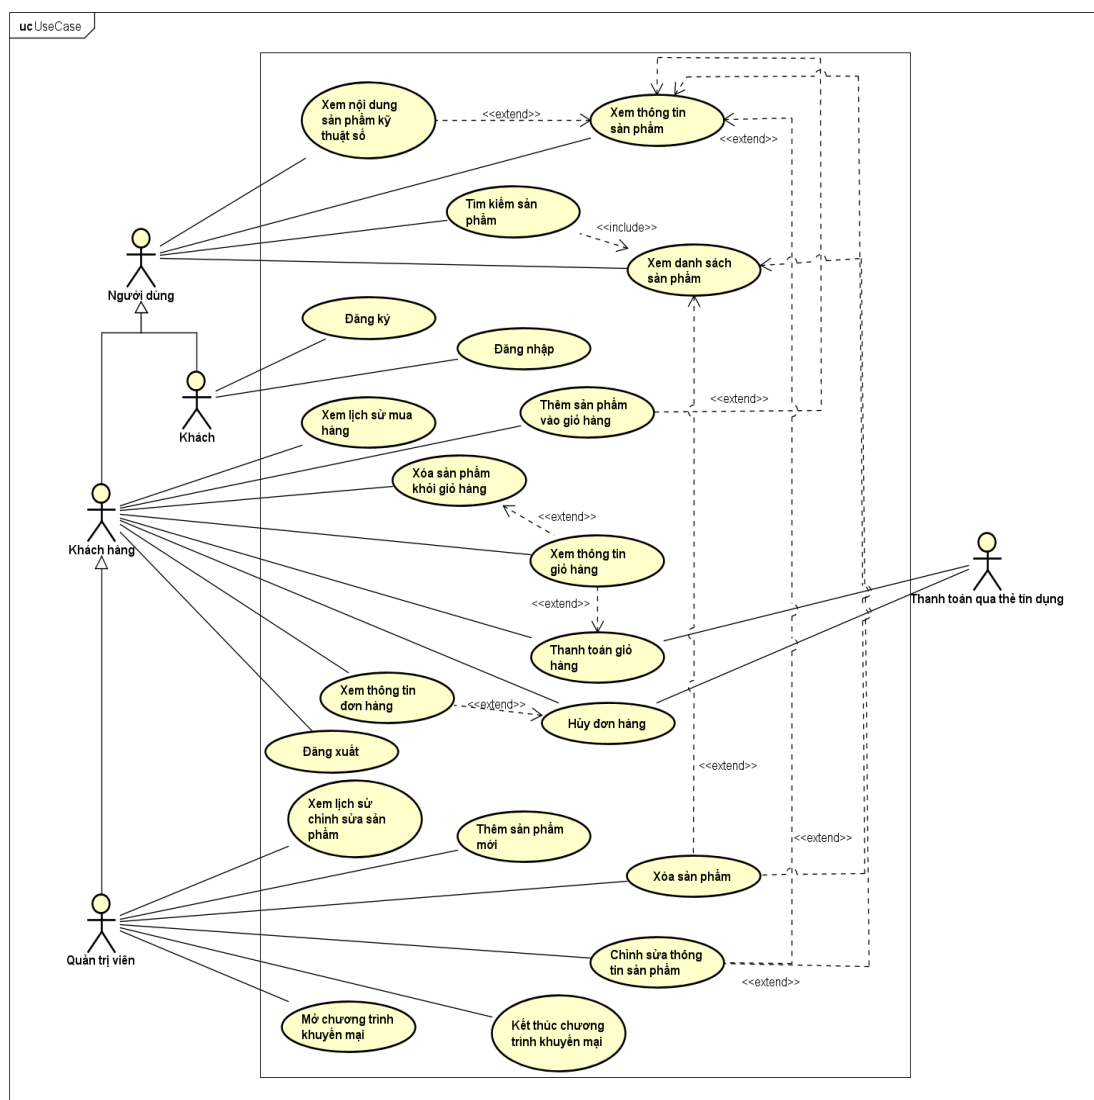 uc UseCase
Xem nội dung
sản phẩm kỹ
thuật số
<<extend>>
Xem thông tin
sản phẩm
<<extend>>
Tìm kiếm sản
phẩm
<<include>>
Xem danh sách
sản phẩm
Người dùng
Đăng ký
Đăng nhập
Khách
Xem lịch sử mua
hàng
Thêm sản phẩm
vào giỏ hàng
<<extend>>
Xóa sản phẩm
khỏi giỏ hàng
<<extend>>
Khách hàng
Xem thông tin
giỏ hàng
<<extend>>
Thanh toán qua thẻ tín dụng
Thanh toán giỏ
hàng
Xem thông tin
đơn hàng
<<extend>>
Hủy đơn hàng
Đăng xuất
<<extend>>
Xem lịch sử
chỉnh sửa sản
phẩm
Thêm sản phẩm
mới
<<extend>>
Xóa sản phẩm
Quản trị viên
Chỉnh sửa thông
tin sản phẩm
<<extend>>
Mở chương trình
khuyến mại
Kết thúc chương
trình khuyến mại